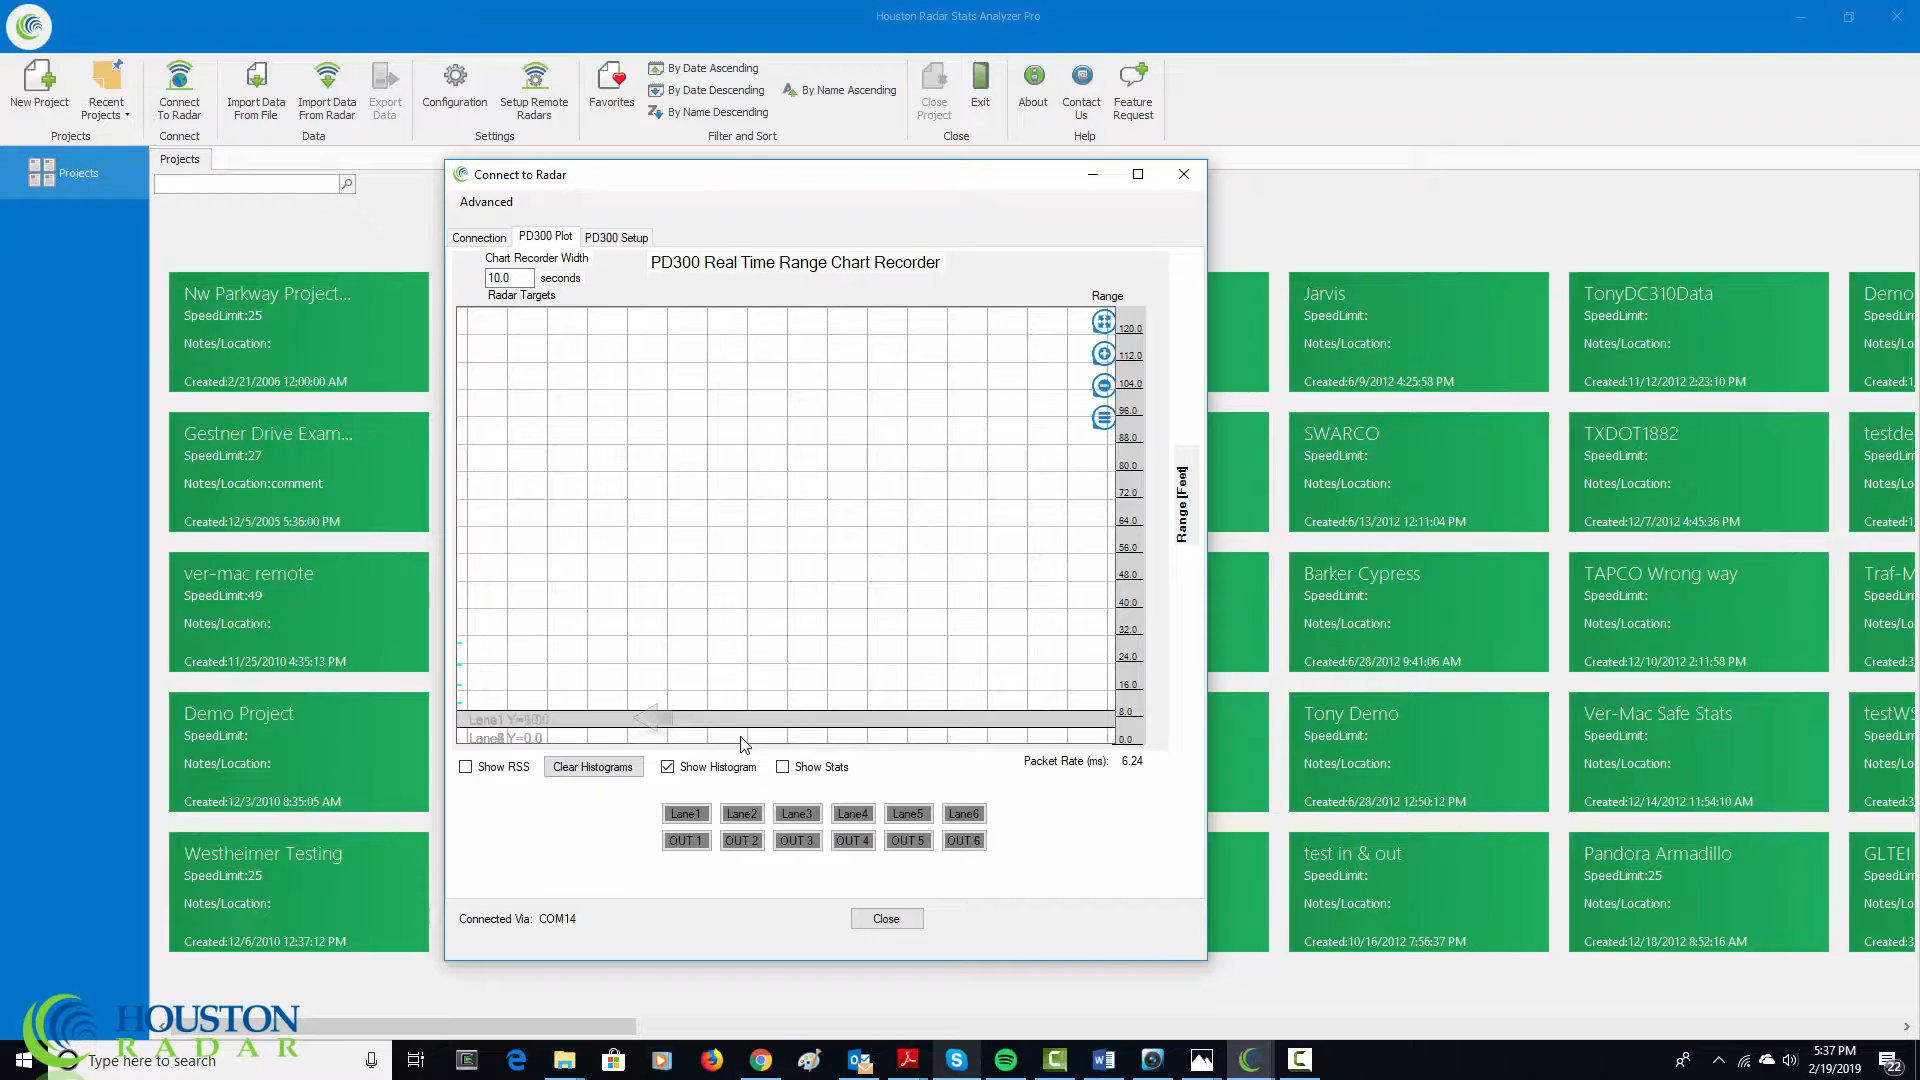 Houston Radar Stats Analyzer Pro
New Project
Recent Projects
Projects
Connect To Radar
Connect
Import Data From File
Import Data From Radar
Export Data
Data
Configuration
Setup Remote Radars
Settings
Favorites
By Date Ascending
By Date Descending
By Name Descending
By Name Ascending
Filter and Sort
Close Project
Exit
Close
About
Contact Us
Feature Request
Help
Projects
Projects
Connect to Radar
Advanced
Connection
PD300 Plot
PD300 Setup
Chart Recorder Width
10.0 seconds
Radar Targets
PD300 Real Time Range Chart Recorder
Range
120.0
112.0
104.0
96.0
88.0
80.0
72.0
64.0
56.0
48.0
40.0
32.0
24.0
16.0
8.0
0.0
Range [Feet]
Show RSS
Clear Histograms
Show Histogram
Show Stats
Packet Rate (ms): 6.24
Lane1 Lane2 Lane3 Lane4 Lane5 Lane6
OUT 1 OUT 2 OUT 3 OUT 4 OUT 5 OUT 6
Connected Via: COM14
Close
Nw Parkway Project...
SpeedLimit:25
Notes/Location:
Created:2/21/2006 12:00:00 AM
Gestner Drive Exam...
SpeedLimit:27
Notes/Location:comment
Created:12/5/2005 5:36:00 PM
ver-mac remote
SpeedLimit:49
Notes/Location:
Created:11/25/2010 4:35:13 PM
Demo Project
SpeedLimit:
Notes/Location:
Created:12/3/2010 8:35:05 AM
Westheimer Testing
SpeedLimit:25
Notes/Location:
Created:12/6/2010 12:37:12 PM
Jarvis
SpeedLimit:
Notes/Location:
Created:6/9/2012 4:25:58 PM
SWARCO
SpeedLimit:
Notes/Location:
Created:6/13/2012 12:11:04 PM
Barker Cypress
SpeedLimit:
Notes/Location:
Created:6/28/2012 9:41:06 AM
Tony Demo
SpeedLimit:
Notes/Location:
Created:6/28/2012 12:50:12 PM
test in & out
SpeedLimit:
Notes/Location:
Created:10/16/2012 7:56:37 PM
TonyDC310Data
SpeedLimit:
Notes/Location:
Created:11/12/2012 2:23:10 PM
TXDOT1882
SpeedLimit:
Notes/Location:
Created:12/7/2012 4:45:36 PM
TAPCO Wrong way
SpeedLimit:
Notes/Location:
Created:12/10/2012 2:11:58 PM
Ver-Mac Safe Stats
SpeedLimit:
Notes/Location:
Created:12/14/2012 11:54:10 AM
Pandora Armadillo
SpeedLimit:25
Notes/Location:
Created:12/18/2012 8:52:16 AM
Demo
HOUSTON
RADAR
Type here to search
5:37 PM
2/19/2019
22